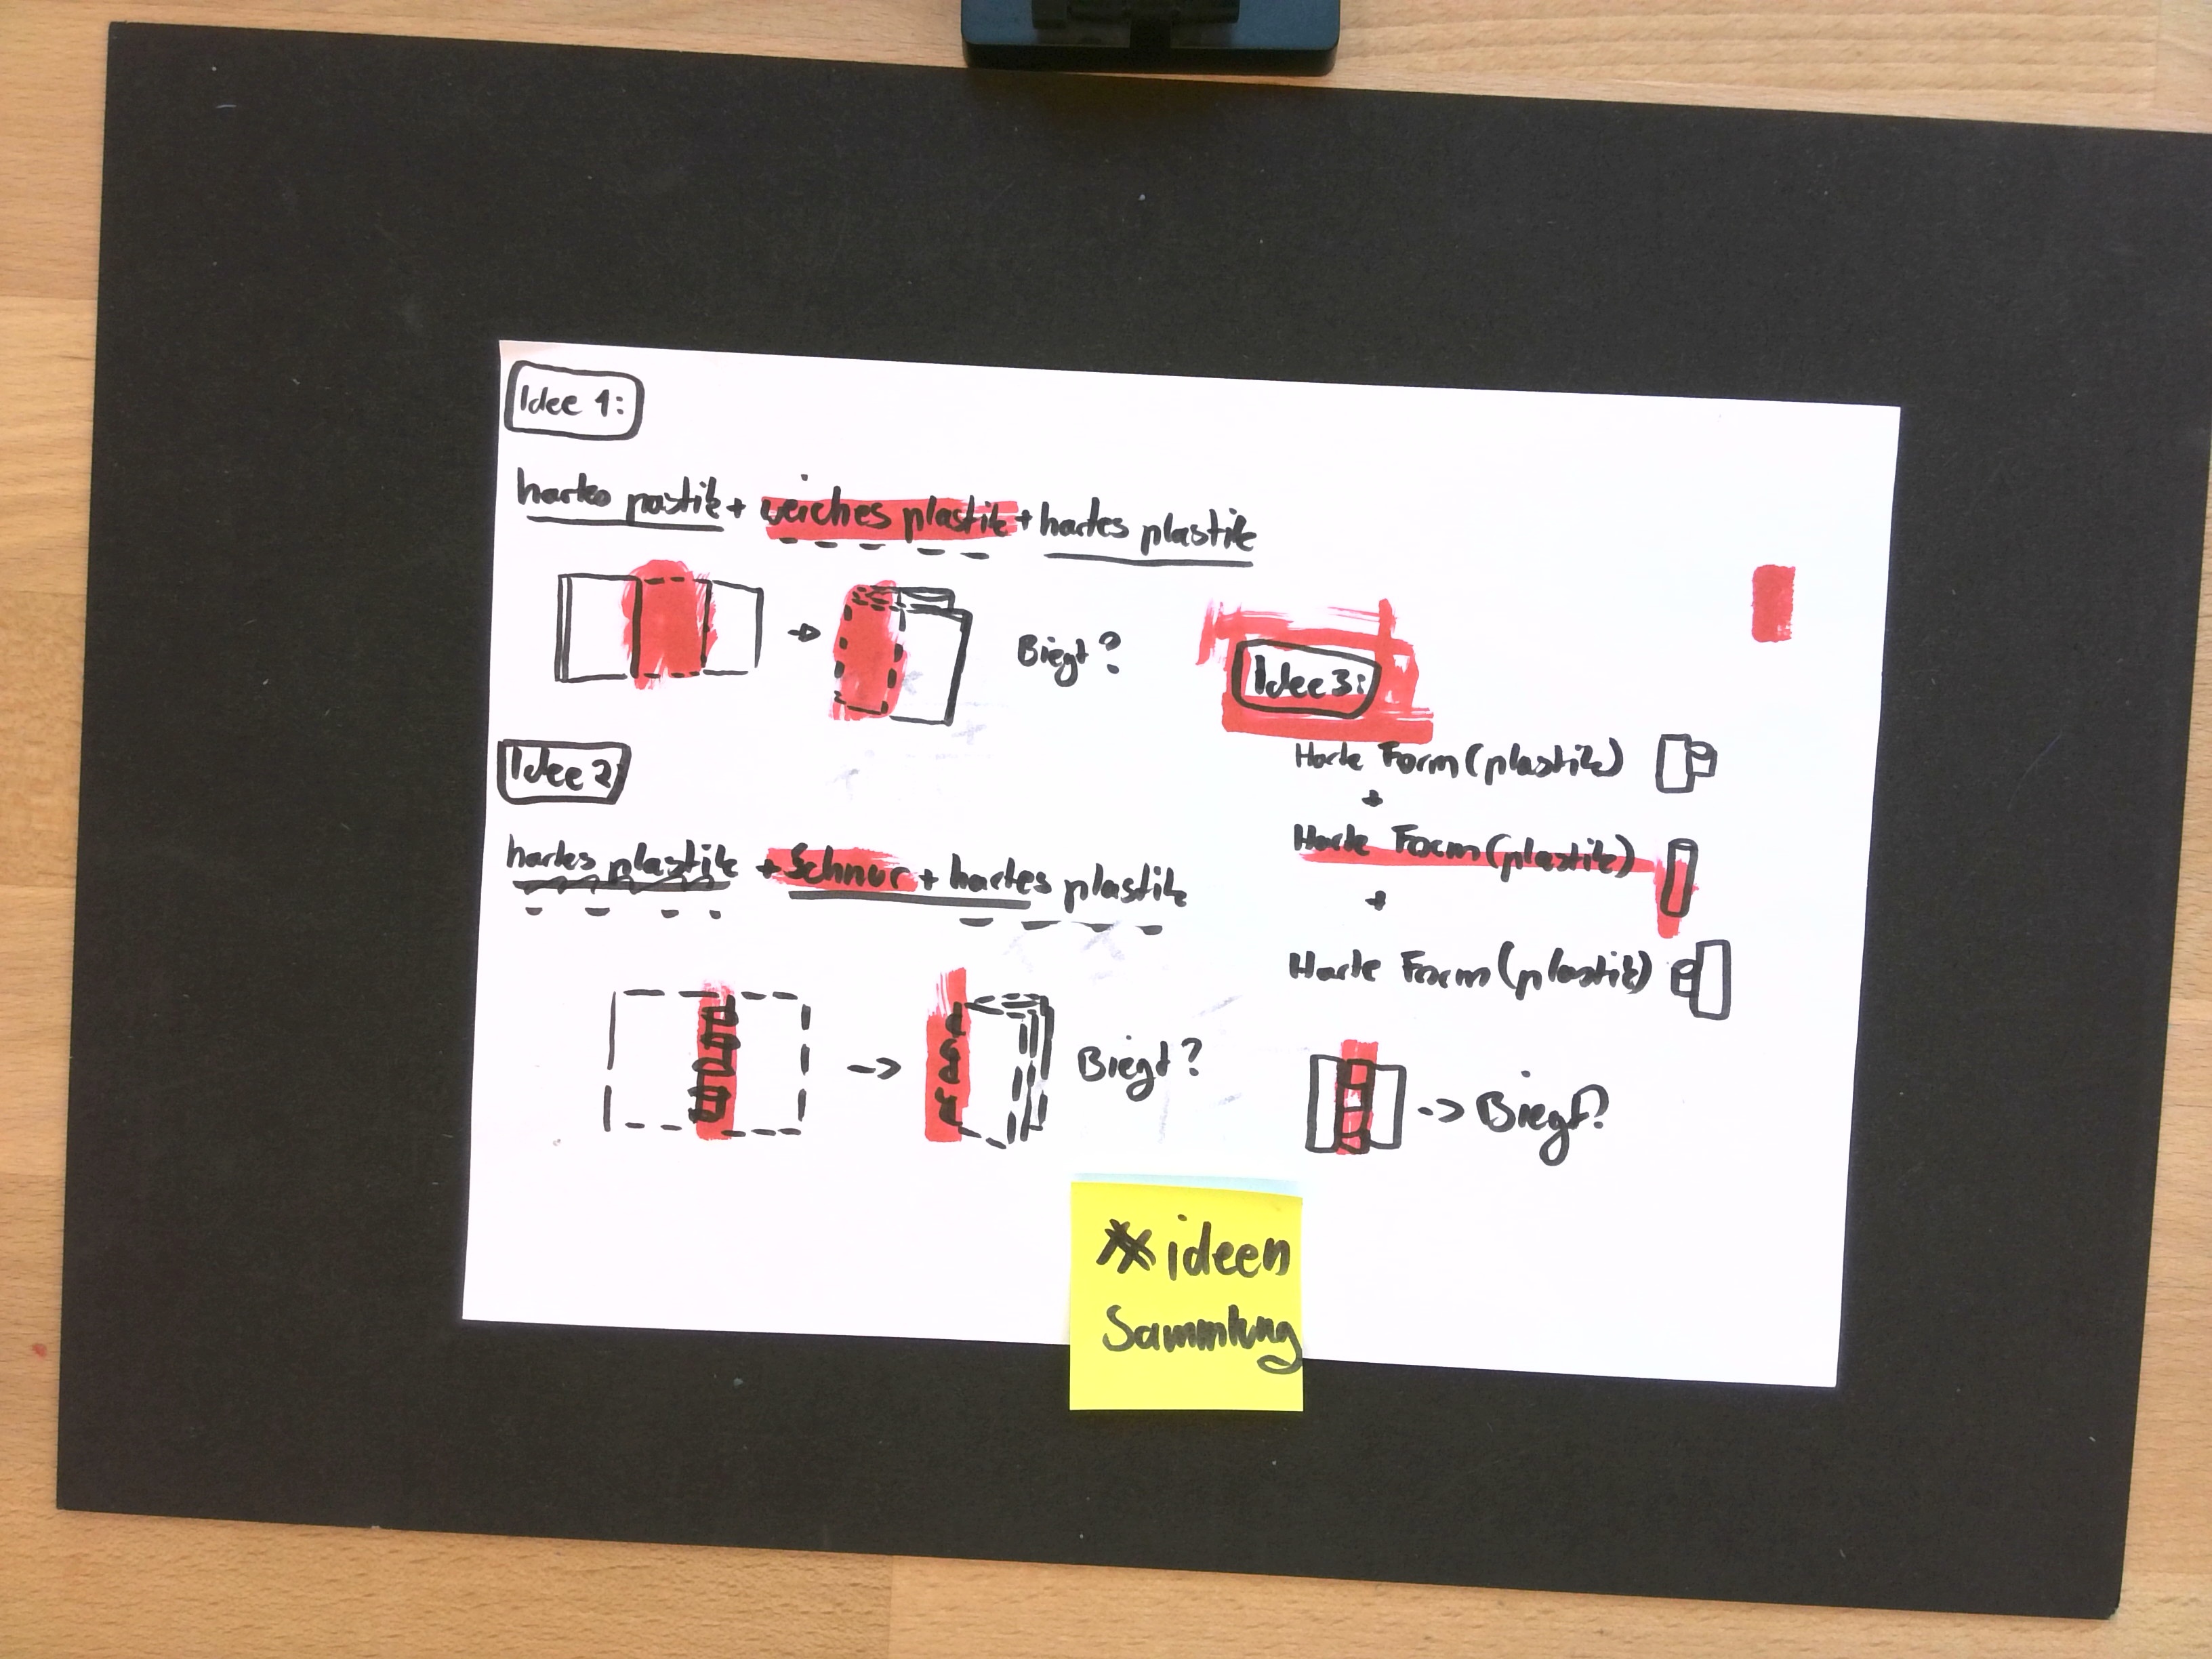 Idee 1:
hartes pastik + weiches plastik + hartes plastik
Biegt?
Idee 2:
hartes plastik + Schnur + hartes plastik
Biegt?
Idee 3:
Harte Form (plastik)
+
Harte Form (plastik)
+
Harte Form (plastik)
-> Biegt?
ideen
Sammlung